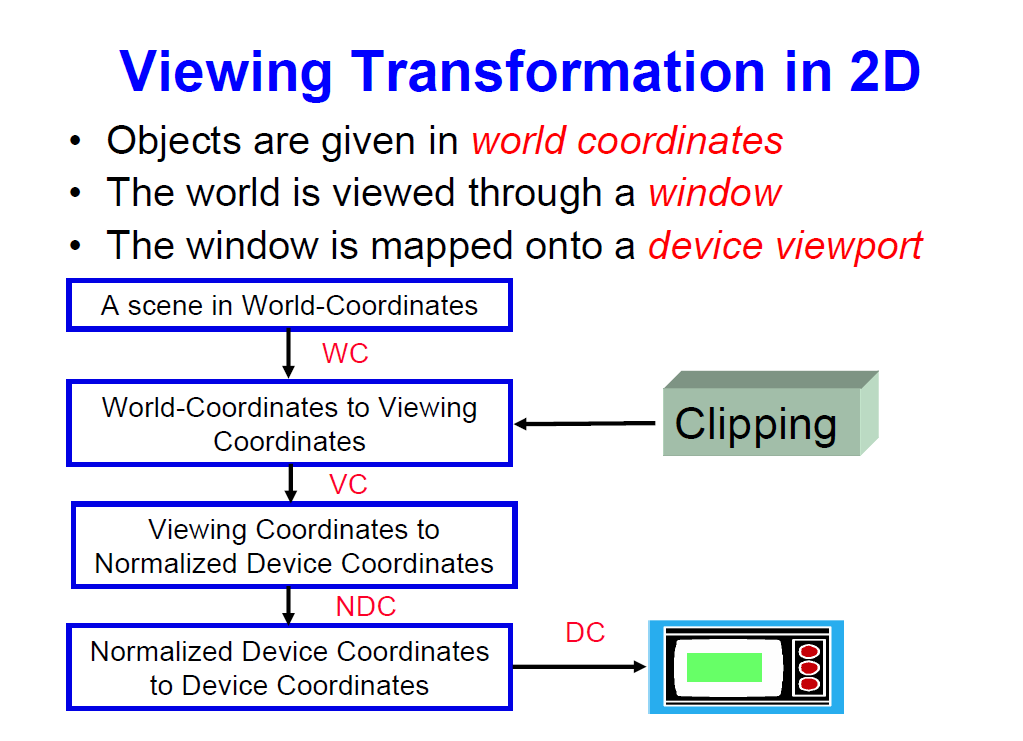 Viewing Transformation in 2D
• Objects are given in world coordinates
• The world is viewed through a window
• The window is mapped onto a device viewport
A scene in World-Coordinates
WC
World-Coordinates to Viewing
Coordinates
Clipping
VC
Viewing Coordinates to
Normalized Device Coordinates
NDC
Normalized Device Coordinates
to Device Coordinates
DC